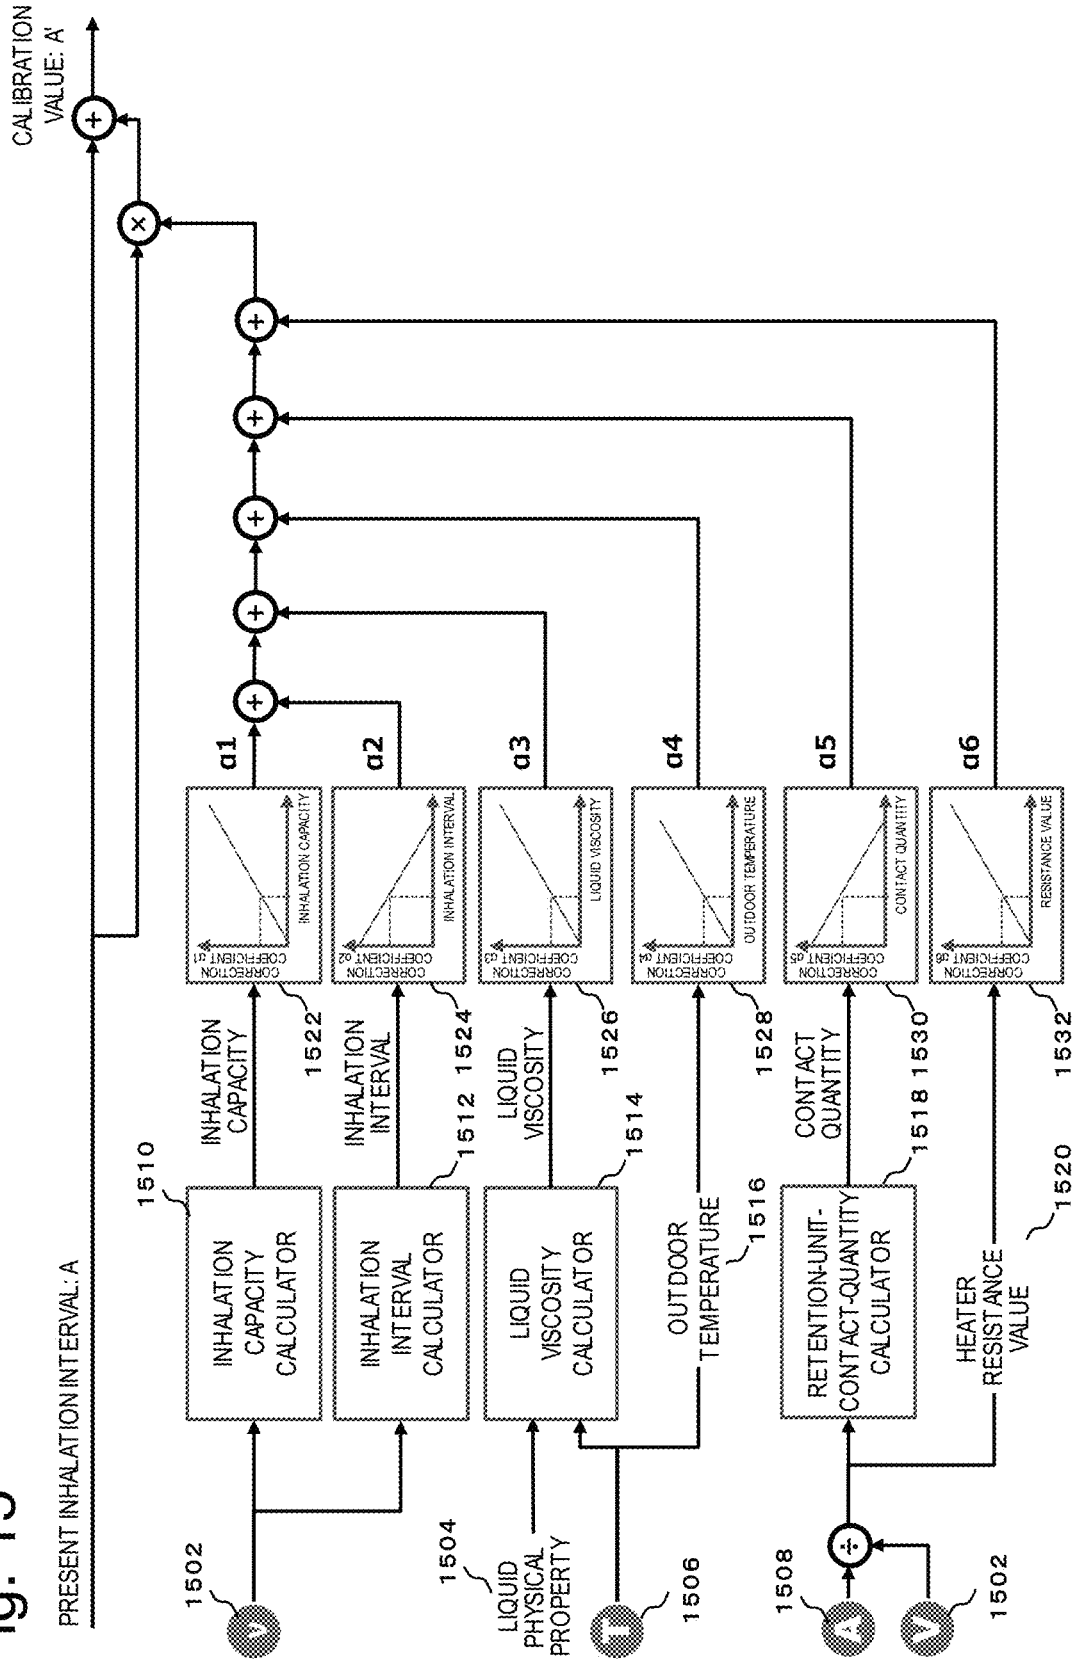 ig. 15
PRESENT INHALATION INTERVAL: A
CALIBRATION
VALUE: A'
+
×
+
+
+
+
+
1502
V
1510
INHALATION
CAPACITY
CALCULATOR
INHALATION
CAPACITY
1522
CORRECTION
COEFFICIENT α1
INHALATION CAPACITY
α1
INHALATION
INTERVAL
CALCULATOR
1512
INHALATION
INTERVAL
1524
CORRECTION
COEFFICIENT α2
INHALATION INTERVAL
α2
1504
LIQUID
PHYSICAL
PROPERTY
LIQUID
VISCOSITY
CALCULATOR
1514
LIQUID
VISCOSITY
1526
CORRECTION
COEFFICIENT α3
LIQUID VISCOSITY
α3
T
1506
OUTDOOR
TEMPERATURE
1516
1528
CORRECTION
COEFFICIENT α4
OUTDOOR TEMPERATURE
α4
1508
A
÷
V
1502
RETENTION-UNIT-
CONTACT-QUANTITY
CALCULATOR
1518
CONTACT
QUANTITY
1530
CORRECTION
COEFFICIENT α5
CONTACT QUANTITY
α5
HEATER
RESISTANCE
VALUE
1520
1532
CORRECTION
COEFFICIENT α6
RESISTANCE VALUE
α6